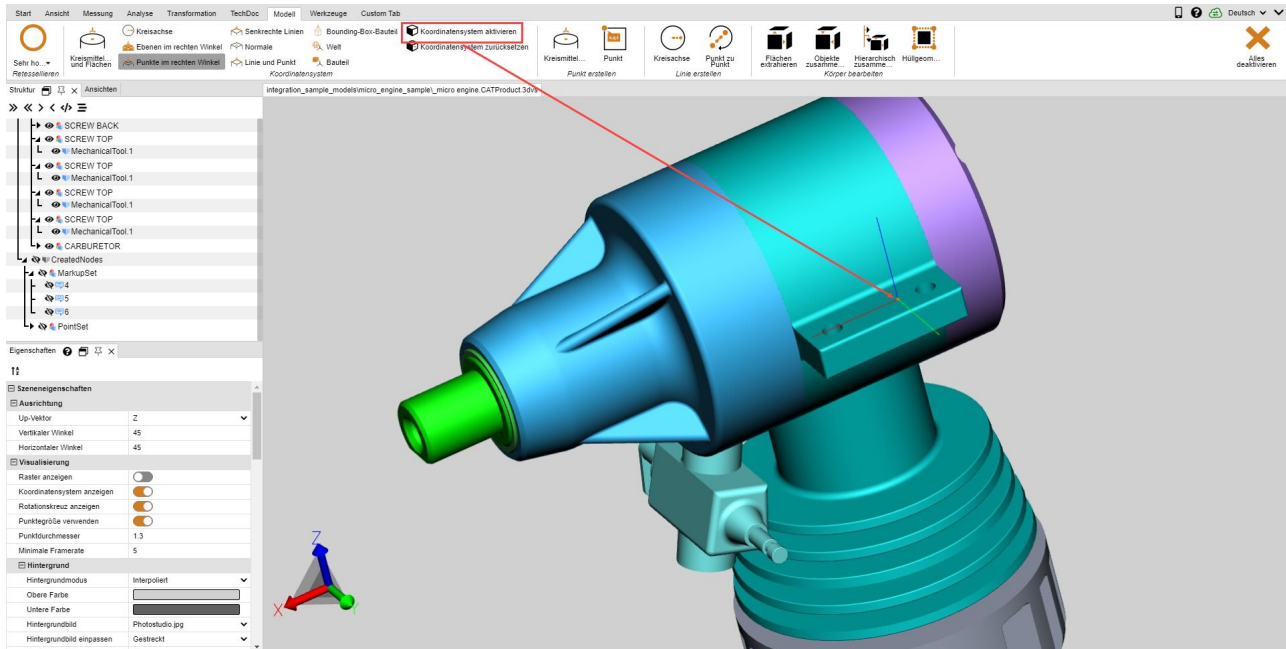 Start Ansicht Messung Analyse Transformation TechDoc Modell Werkzeuge Custom Tab
Deutsch
Sehr ho...
Retessellieren
Kreismittel...
und Flächen
Kreisachse
Ebenen im rechten Winkel
Punkte im rechten Winkel
Senkrechte Linien
Normale
Linie und Punkt
Bounding-Box-Bauteil
Welt
Bauteil
Koordinatensystem aktivieren
Koordinatensystem zurücksetzen
Koordinatensystem
Kreismittel...
Punkt
Punkt erstellen
Kreisachse
Punkt zu
Punkt
Linie erstellen
Flächen
extrahieren
Objekte
zusamme...
Hierarchisch
zusamme...
Hüllgeom...
Körper bearbeiten
Alles
deaktivieren
Struktur
Ansichten
integration_sample_models\micro_engine_sample\_micro engine.CATProduct.3dvs
SCREW BACK
SCREW TOP
MechanicalTool.1
SCREW TOP
MechanicalTool.1
SCREW TOP
MechanicalTool.1
SCREW TOP
MechanicalTool.1
CARBURETOR
CreatedNodes
MarkupSet
4
5
6
PointSet
Eigenschaften
Szeneneigenschaften
Ausrichtung
Up-Vektor Z
Vertikaler Winkel 45
Horizontaler Winkel 45
Visualisierung
Raster anzeigen
Koordinatensystem anzeigen
Rotationskreuz anzeigen
Punktegröße verwenden
Punktdurchmesser 1.3
Minimale Framerate 5
Hintergrund
Hintergrundmodus Interpoliert
Obere Farbe
Untere Farbe
Hintergrundbild Photostudio.jpg
Hintergrundbild einpassen Gestreckt
Z
X
Y